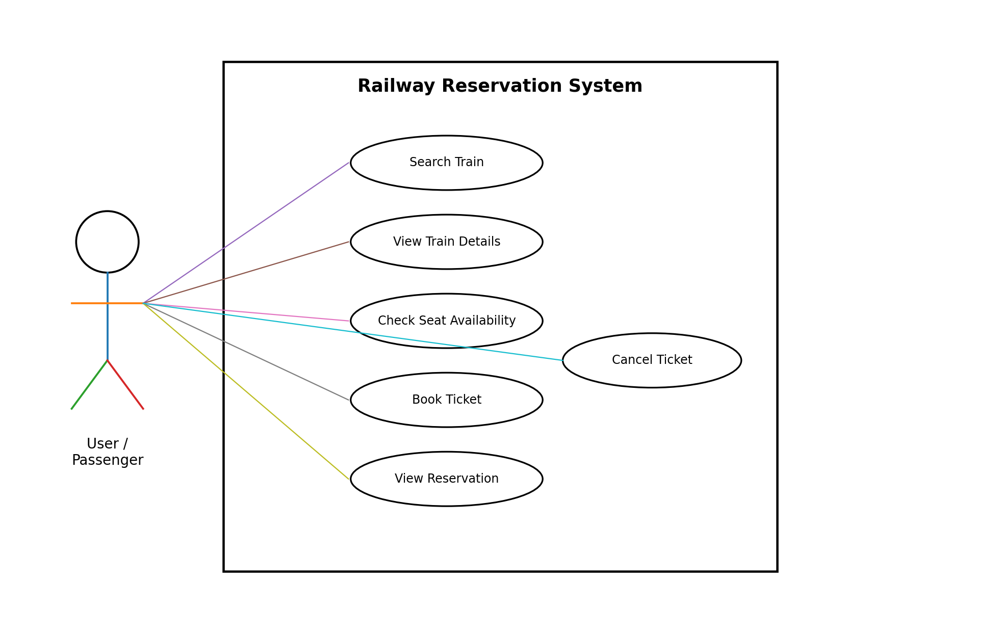 Railway Reservation System
Search Train
View Train Details
Check Seat Availability
Cancel Ticket
Book Ticket
User /
Passenger
View Reservation